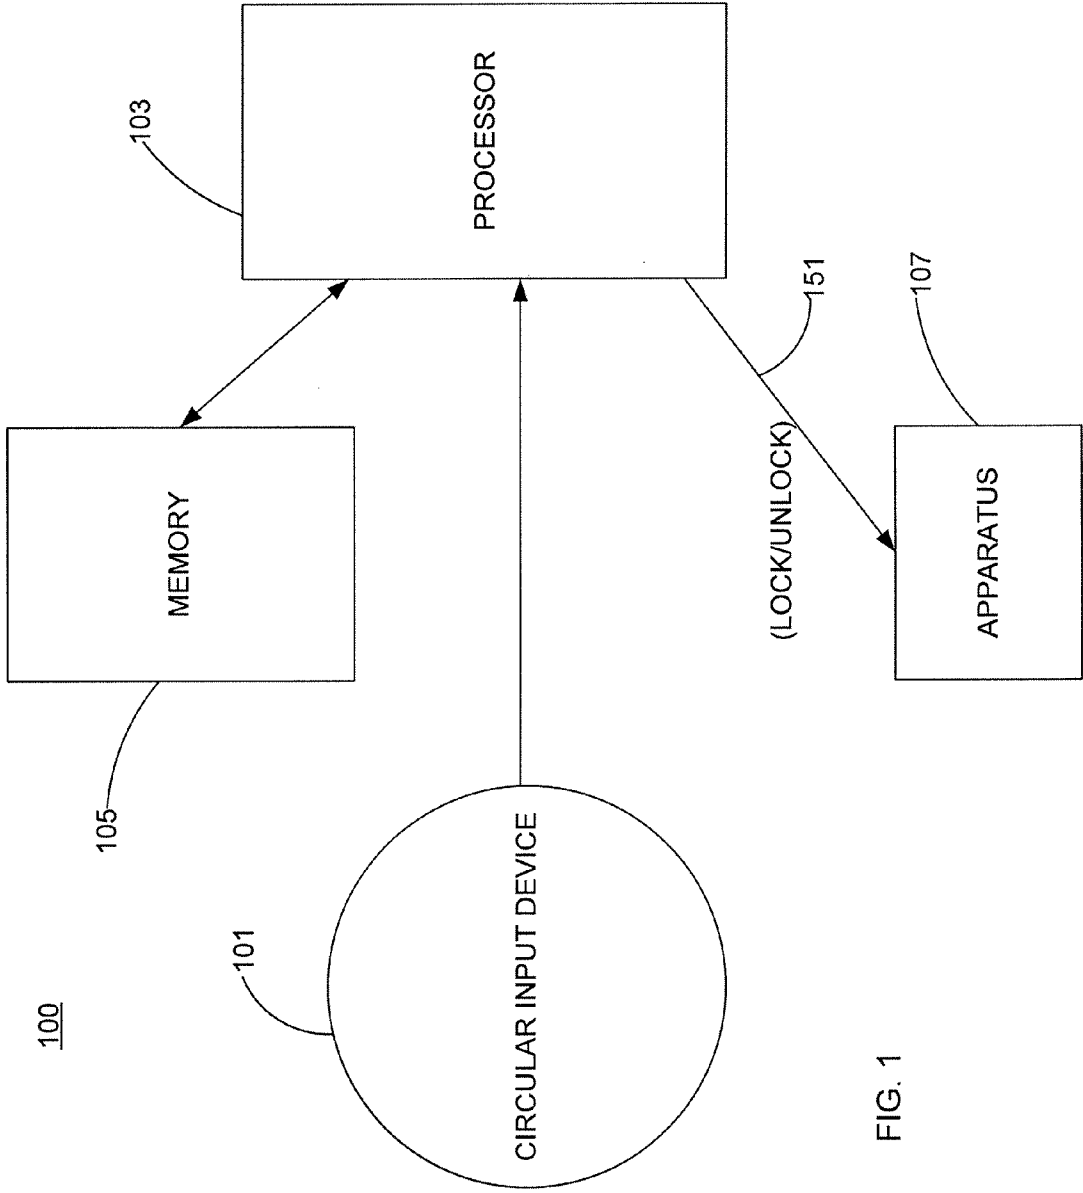 100
101
CIRCULAR INPUT DEVICE
105
MEMORY
103
PROCESSOR
151
(LOCK/UNLOCK)
107
APPARATUS
FIG. 1